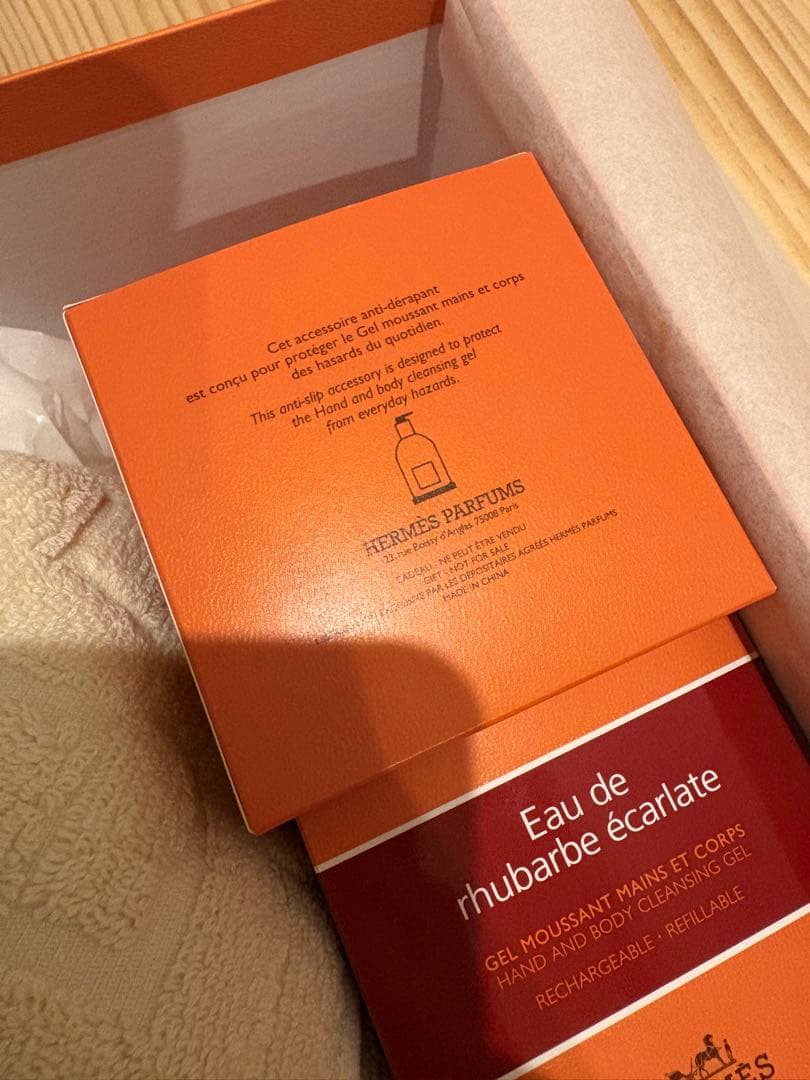 Cet accessoire anti-dérapant
est conçu pour protéger le Gel moussant mains et corps
des hasards du quotidien.
This anti-slip accessory is designed to protect
the Hand and body cleansing gel
from everyday hazards.
HERMÈS PARFUMS
23, rue Boissy d'Anglas 75008 Paris
CADEAU - NE PEUT ÊTRE VENDU
GIFT - NOT FOR SALE
EXCLUSIVE PAR LES DÉPOSITAIRES AGRÉÉS HERMÈS PARFUMS
MADE IN CHINA
Eau de
rhubarbe écarlate
GEL MOUSSANT MAINS ET CORPS
HAND AND BODY CLEANSING GEL
RECHARGEABLE · REFILLABLE